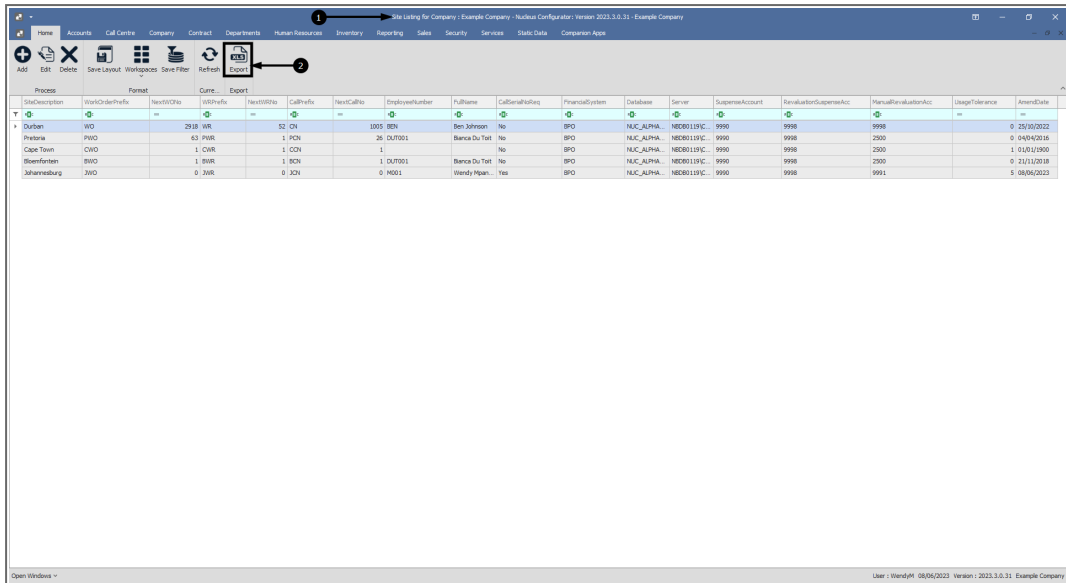 1
Site Listing for Company : Example Company - Nucleus Configurator: Version 2023.3.0.31 - Example Company
Home Accounts Call Centre Company Contract Departments Human Resources Inventory Reporting Sales Security Services Static Data Companion Apps
XLS
2
Add Edit Delete Save Layout Workspaces Save Filter Refresh Export
Process Format Curre... Export
SiteDescription WorkOrderPrefix NextWONo WRPrefix NextWRNo CallPrefix NextCallNo EmployeeNumber FullName CallSerialNoReq FinancialSystem Database Server SuspenseAccount RevaluationSuspenseAcc ManualRevaluationAcc UsageTolerance AmendDate
Durban WO 2918 WR 52 CN 1005 BEN Ben Johnson No BPO NUC_ALPHA... NBDB0119\C... 9990 9998 9998 0 25/10/2022
Pretoria PWO 63 PWR 1 PCN 26 DUT001 Bianca Du Toit No BPO NUC_ALPHA... NBDB0119\C... 9990 9998 2500 0 04/04/2016
Cape Town CWO 1 CWR 1 CCN 1 No BPO NUC_ALPHA... NBDB0119\C... 9990 9998 2500 1 01/01/1900
Bloemfontein BWO 1 BWR 1 BCN 1 DUT001 Bianca Du Toit No BPO NUC_ALPHA... NBDB0119\C... 9990 9998 2500 0 21/11/2018
Johannesburg JWO 0 JWR 0 JCN 0 M001 Wendy Mpan... Yes BPO NUC_ALPHA... NBDB0119\C... 9990 9998 9991 5 08/06/2023
Open Windows User : WendyM 08/06/2023 Version : 2023.3.0.31 Example Company